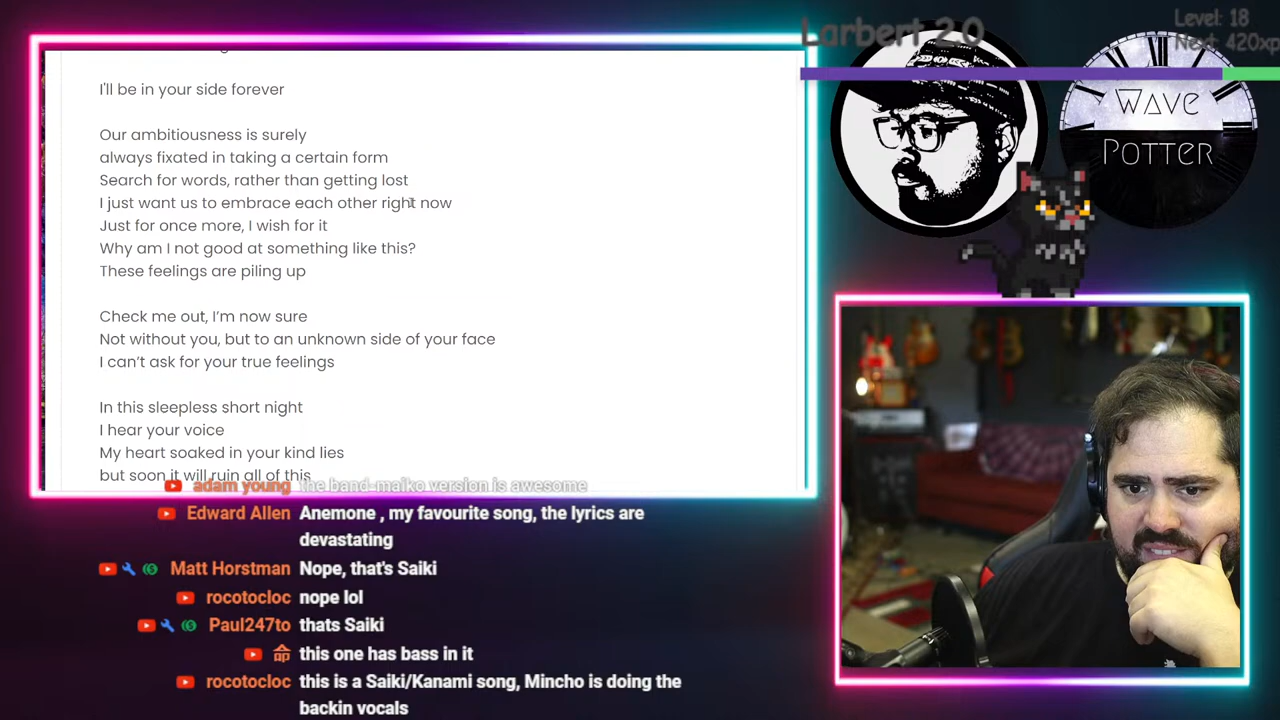 I'll be in your side forever
Our ambitiousness is surely
always fixated in taking a certain form
Search for words, rather than getting lost
I just want us to embrace each other right now
Just for once more, I wish for it
Why am I not good at something like this?
These feelings are piling up
Check me out, I'm now sure
Not without you, but to an unknown side of your face
I can't ask for your true feelings
In this sleepless short night
I hear your voice
My heart soaked in your kind lies
but soon it will ruin all of this
adam young the band-maiko version is awesome
Edward Allen Anemone , my favourite song, the lyrics are
devastating
Matt Horstman Nope, that's Saiki
rocotocloc nope lol
Paul247to thats Saiki
命 this one has bass in it
rocotocloc this is a Saiki/Kanami song, Mincho is doing the
backin vocals
Larbert 2.0
Level: 18
Next: 420xp
WAVE
POTTER